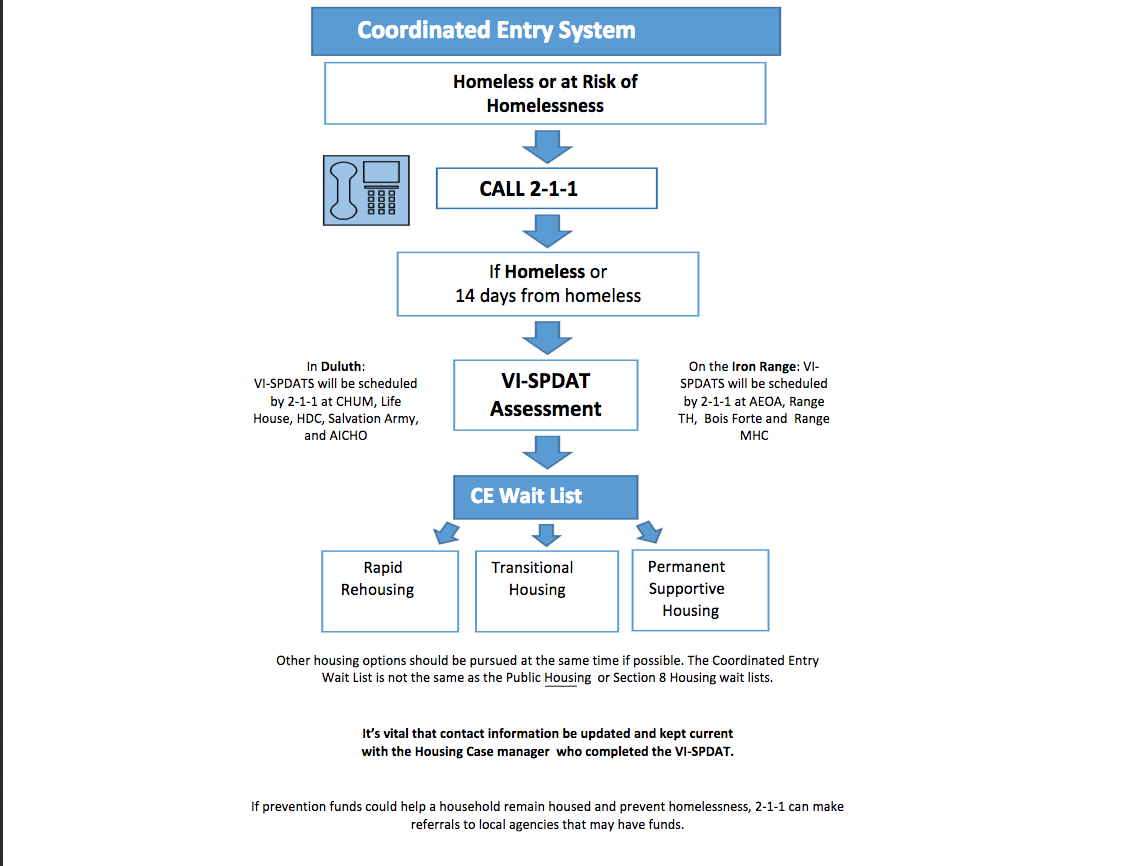 Coordinated Entry System
Homeless or at Risk of
Homelessness
CALL 2-1-1
If Homeless or
14 days from homeless
In Duluth:
VI-SPDATS will be scheduled
by 2-1-1 at CHUM, Life
House, HDC, Salvation Army,
and AICHO
VI-SPDAT
Assessment
On the Iron Range: VI-
SPDATS will be scheduled
by 2-1-1 at AEOA, Range
TH, Bois Forte and Range
MHC
CE Wait List
Rapid
Rehousing
Transitional
Housing
Permanent
Supportive
Housing
Other housing options should be pursued at the same time if possible. The Coordinated Entry
Wait List is not the same as the Public Housing or Section 8 Housing wait lists.
It’s vital that contact information be updated and kept current
with the Housing Case manager who completed the VI-SPDAT.
If prevention funds could help a household remain housed and prevent homelessness, 2-1-1 can make
referrals to local agencies that may have funds.